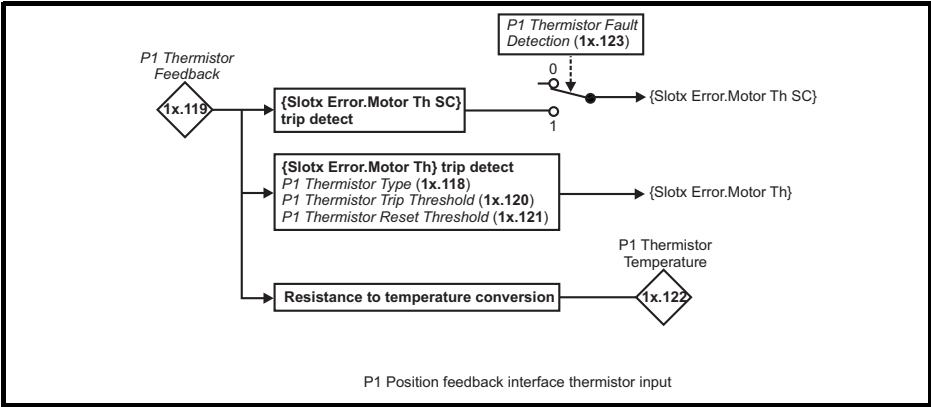 P1 Thermistor Fault
Detection (1x.123)
P1 Thermistor
Feedback
1x.119
0
1
{Slotx Error.Motor Th SC}
trip detect
{Slotx Error.Motor Th SC}
{Slotx Error.Motor Th} trip detect
P1 Thermistor Type (1x.118)
P1 Thermistor Trip Threshold (1x.120)
P1 Thermistor Reset Threshold (1x.121)
{Slotx Error.Motor Th}
P1 Thermistor
Temperature
Resistance to temperature conversion
1x.122
P1 Position feedback interface thermistor input